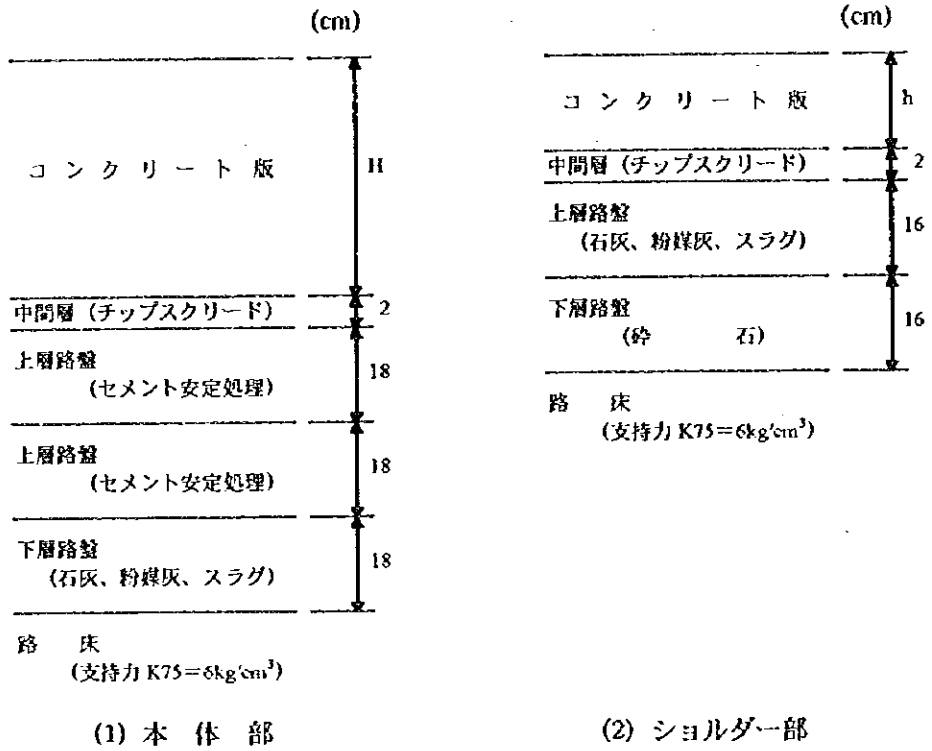 (cm)
コンクリート版
H
中間層 (チップスクリード)
2
上層路盤
(セメント安定処理)
18
上層路盤
(セメント安定処理)
18
下層路盤
(石灰、粉媒灰、スラグ)
18
路床
(支持力 K75=6kg/cm³)
(1) 本体部
(cm)
コンクリート版
h
中間層 (チップスクリード)
2
上層路盤
(石灰、粉媒灰、スラグ)
16
下層路盤
(砕石)
16
路床
(支持力 K75=6kg/cm³)
(2) ショルダー部